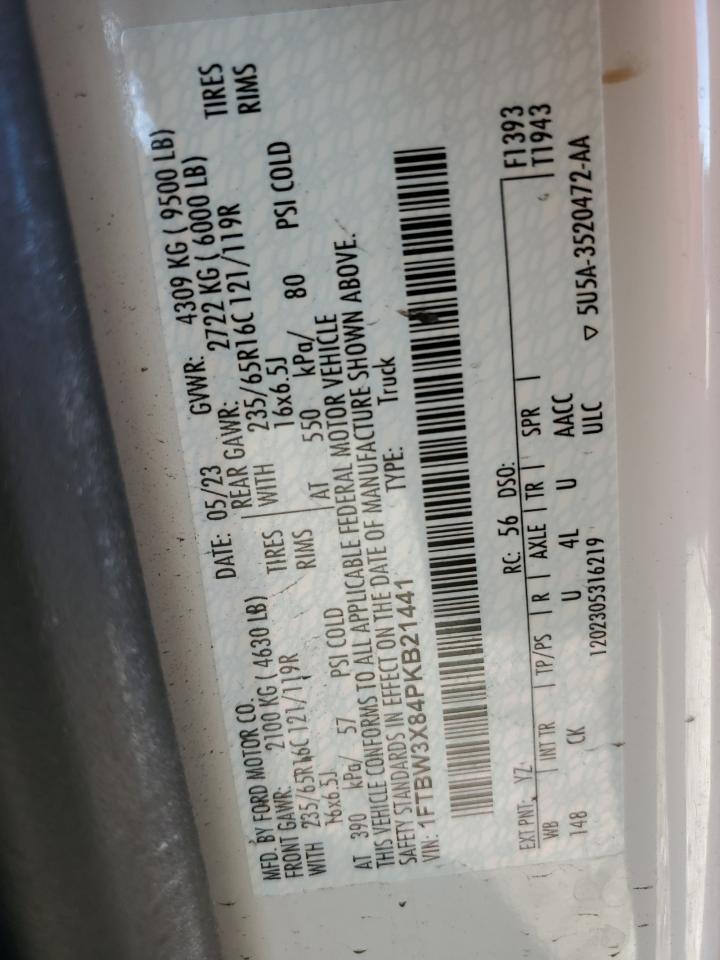 MFD. BY FORD MOTOR CO.
DATE: 05/23 GVWR: 4309 KG ( 9500 LB)
FRONT GAWR: 2100 KG ( 4630 LB)
REAR GAWR: 2722 KG ( 6000 LB)
WITH 235/65R16C 121/119R TIRES
WITH 235/65R16C 121/119R TIRES
16x6.5J RIMS
16x6.5J RIMS
AT 390 kPa/ 57 PSI COLD
AT 550 kPa/ 80 PSI COLD
THIS VEHICLE CONFORMS TO ALL APPLICABLE FEDERAL MOTOR VEHICLE
SAFETY STANDARDS IN EFFECT ON THE DATE OF MANUFACTURE SHOWN ABOVE.
VIN: 1FTBW3X84PKB21441 TYPE: Truck
EXT PNT: YZ RC: 56 DSO: F1393
WB INT TR TP/PS R AXLE TR SPR T1943
148 CK U 4L U AACC
1202305316219 ULC ▽ 5U5A-3520472-AA